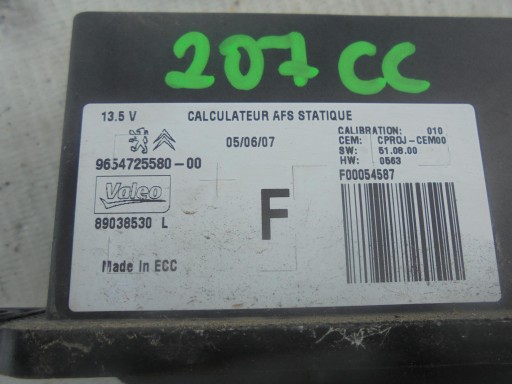 207 CC
13.5 V CALCULATEUR AFS STATIQUE
05/06/07
CALIBRATION: 010
CEM: CPROJ-CEM00
SW: 51.08.00
HW: 0563
9654725580-00
F00054587
Valeo
89038530 L
F
Made In ECC